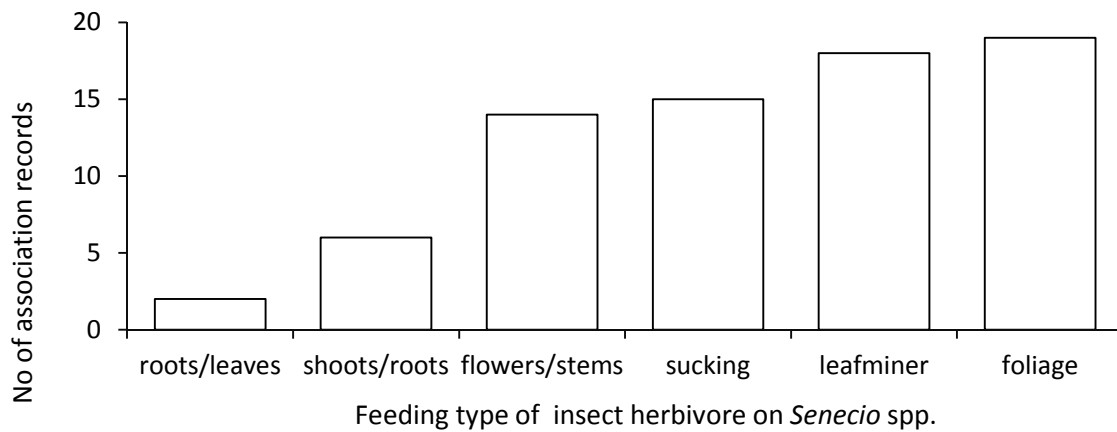 20
15
10
5
0
No of association records
roots/leaves shoots/roots flowers/stems sucking leafminer foliage
Feeding type of insect herbivore on Senecio spp.